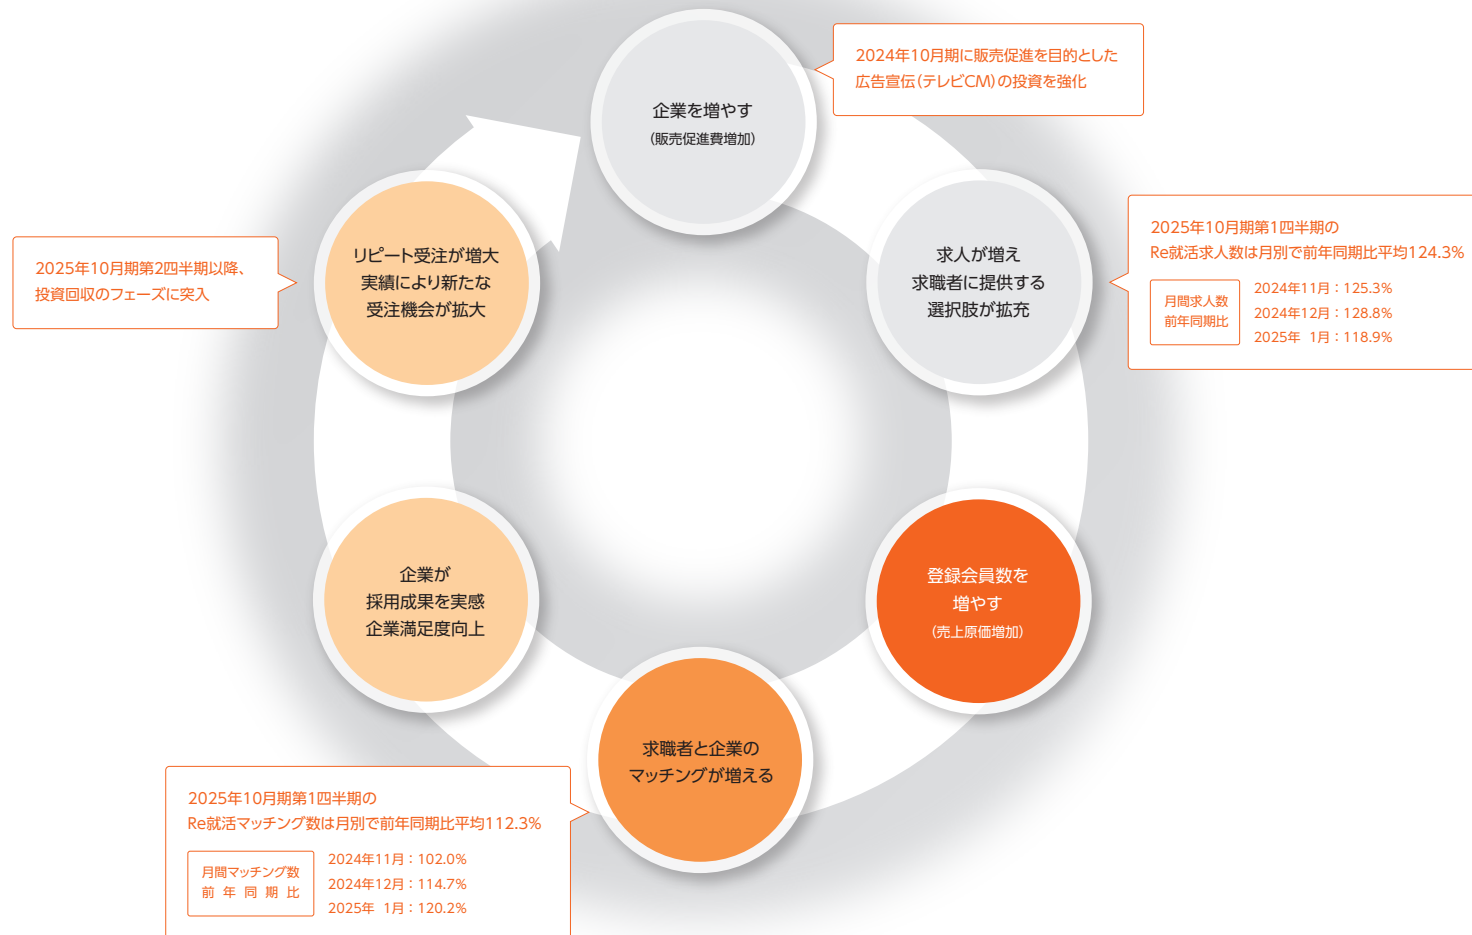 企業を増やす
(販売促進費増加)
2024年10月期に販売促進を目的とした
広告宣伝(テレビCM)の投資を強化
求人が増え
求職者に提供する
選択肢が拡充
2025年10月期第1四半期の
Re就活求人数は月別で前年同期比平均124.3%
月間求人数
前年同期比
2024年11月：125.3%
2024年12月：128.8%
2025年 1月：118.9%
登録会員数を
増やす
(売上原価増加)
求職者と企業の
マッチングが増える
2025年10月期第1四半期の
Re就活マッチング数は月別で前年同期比平均112.3%
月間マッチング数
前年同期比
2024年11月：102.0%
2024年12月：114.7%
2025年 1月：120.2%
企業が
採用成果を実感
企業満足度向上
リピート受注が増大
実績により新たな
受注機会が拡大
2025年10月期第2四半期以降、
投資回収のフェーズに突入